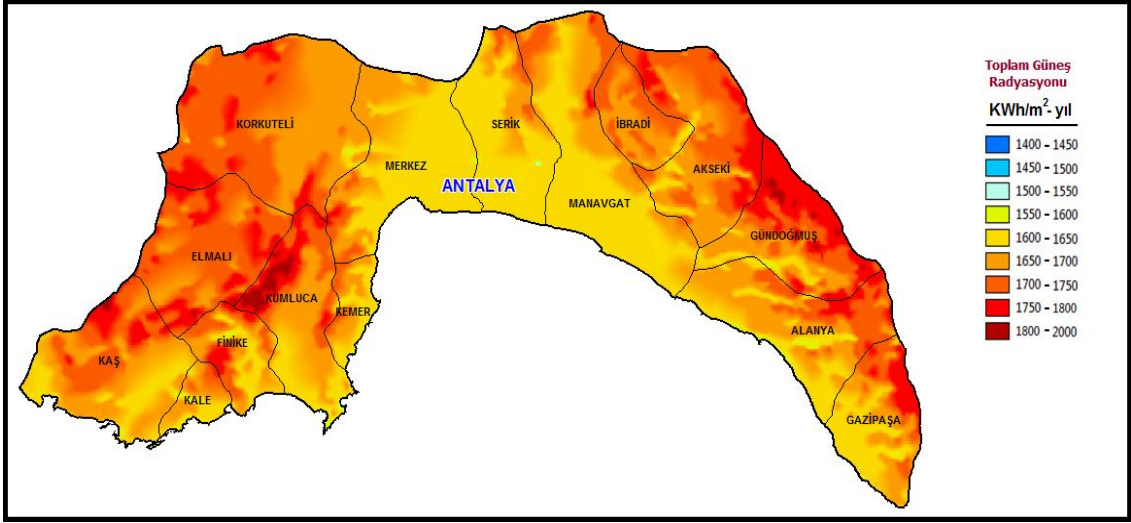 KORKUTELİ
MERKEZ
SERİK
İBRADİ
AKSEKİ
ANTALYA
MANAVGAT
GÜNDOĞMUŞ
ELMALI
KUMLUCA
KEMER
FİNİKE
KAŞ
KALE
ALANYA
GAZİPAŞA
Toplam Güneş
Radyasyonu
KWh/m²- yıl
1400 - 1450
1450 - 1500
1500 - 1550
1550 - 1600
1600 - 1650
1650 - 1700
1700 - 1750
1750 - 1800
1800 - 2000